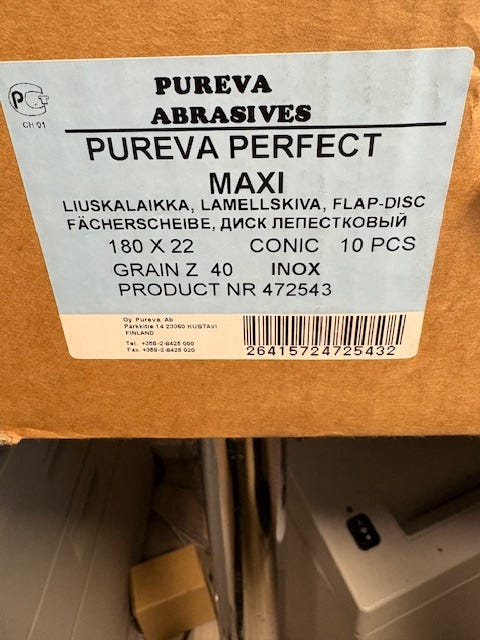 PUREVA
ABRASIVES
CH 01
PUREVA PERFECT
MAXI
LIUSKALAIKKA, LAMELLSKIVA, FLAP-DISC
FÄCHERSCHEIBE, ДИСК ЛЕПЕСТКОВЫЙ
180 X 22 CONIC 10 PCS
GRAIN Z 40 INOX
PRODUCT NR 472543
Oy Pureva Ab
Parkkitie 14 23360 KUSTAVI
FINLAND
Tel. +358-2-8425 000
Fax. +358-2-8425 020
26415724725432